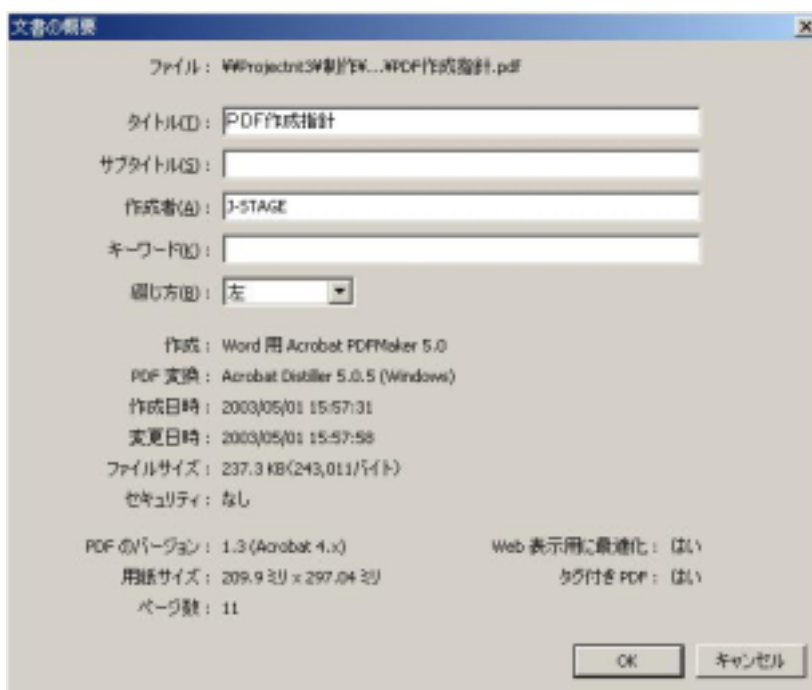 文書の概要
ファイル： ¥¥Projectnt3¥制作¥...¥PDF作成指針.pdf
タイトル(T)： PDF作成指針
サブタイトル(S)：
作成者(A)： J-STAGE
キーワード(K)：
綴じ方(B)： 左
作成： Word 用 Acrobat PDFMaker 5.0
PDF 変換： Acrobat Distiller 5.0.5 (Windows)
作成日時： 2003/05/01 15:57:31
変更日時： 2003/05/01 15:57:58
ファイルサイズ： 237.3 KB(243,011バイト)
セキュリティ： なし
PDF のバージョン： 1.3 (Acrobat 4.x) Web 表示用に最適化： はい
用紙サイズ： 209.9 ミリ x 297.04 ミリ タグ付き PDF： はい
ページ数： 11
OK キャンセル